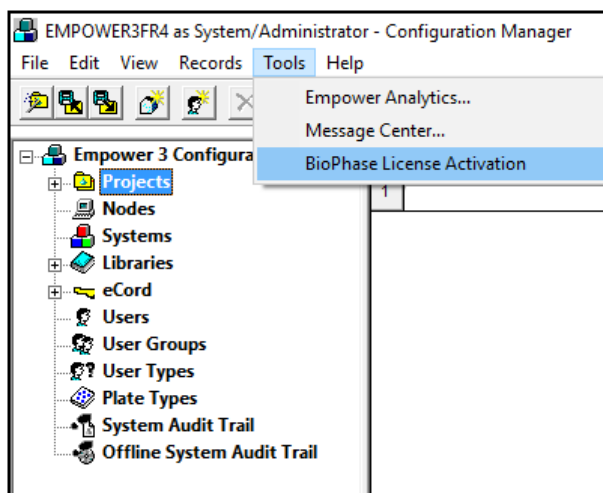 EMPOWER3FR4 as System/Administrator - Configuration Manager
File Edit View Records Tools Help
Empower Analytics...
Message Center...
BioPhase License Activation
Empower 3 Configura
Projects
1
Nodes
Systems
Libraries
eCord
Users
User Groups
User Types
Plate Types
System Audit Trail
Offline System Audit Trail